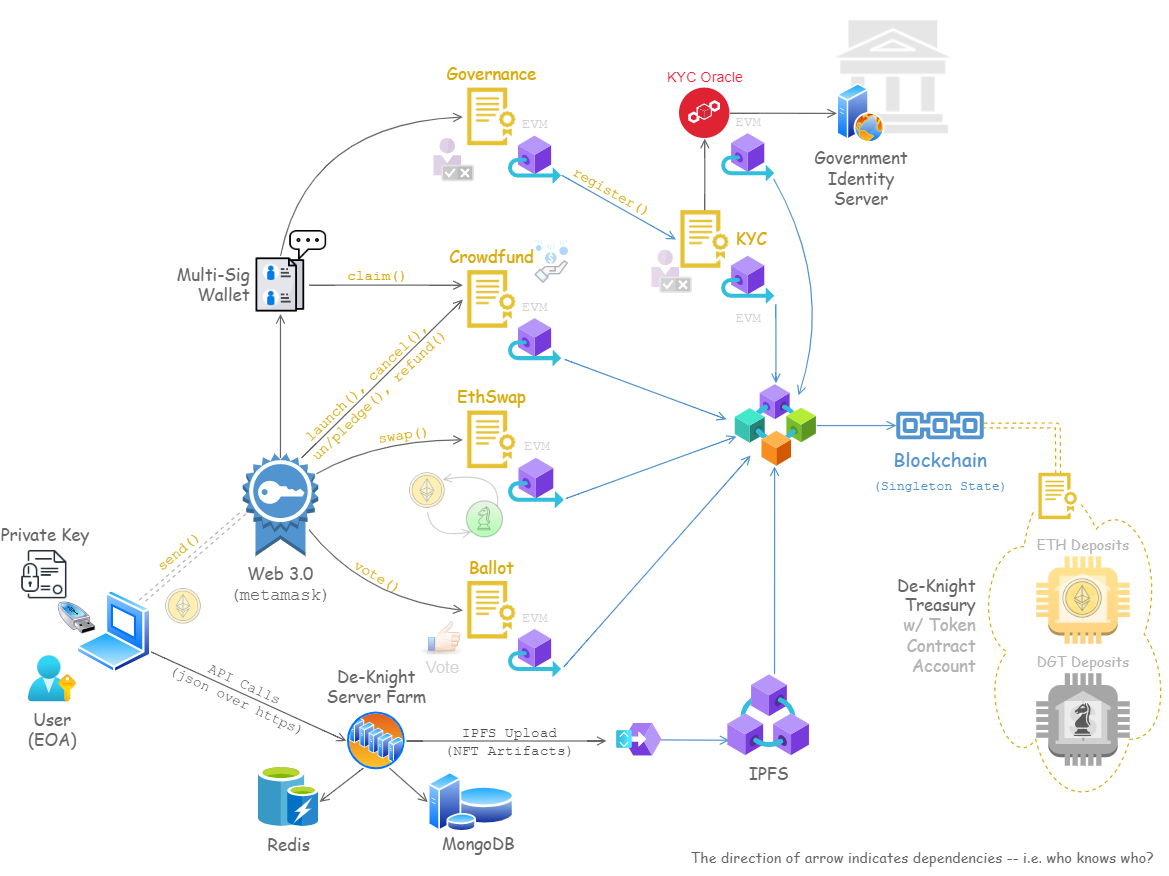 Governance
EVM
KYC Oracle
EVM
Government
Identity
Server
register()
KYC
EVM
Multi-Sig
Wallet
claim()
Crowdfund
EVM
launch(), cancel(),
un/pledge(), refund()
EthSwap
swap()
EVM
Blockchain
(Singleton State)
Private Key
send()
Web 3.0
(metamask)
vote()
Ballot
EVM
Vote
ETH Deposits
De-Knight
Treasury
w/ Token
Contract
Account
DGT Deposits
User
(EOA)
API Calls
(json over https)
De-Knight
Server Farm
IPFS Upload
(NFT Artifacts)
IPFS
Redis
MongoDB
The direction of arrow indicates dependencies -- i.e. who knows who?